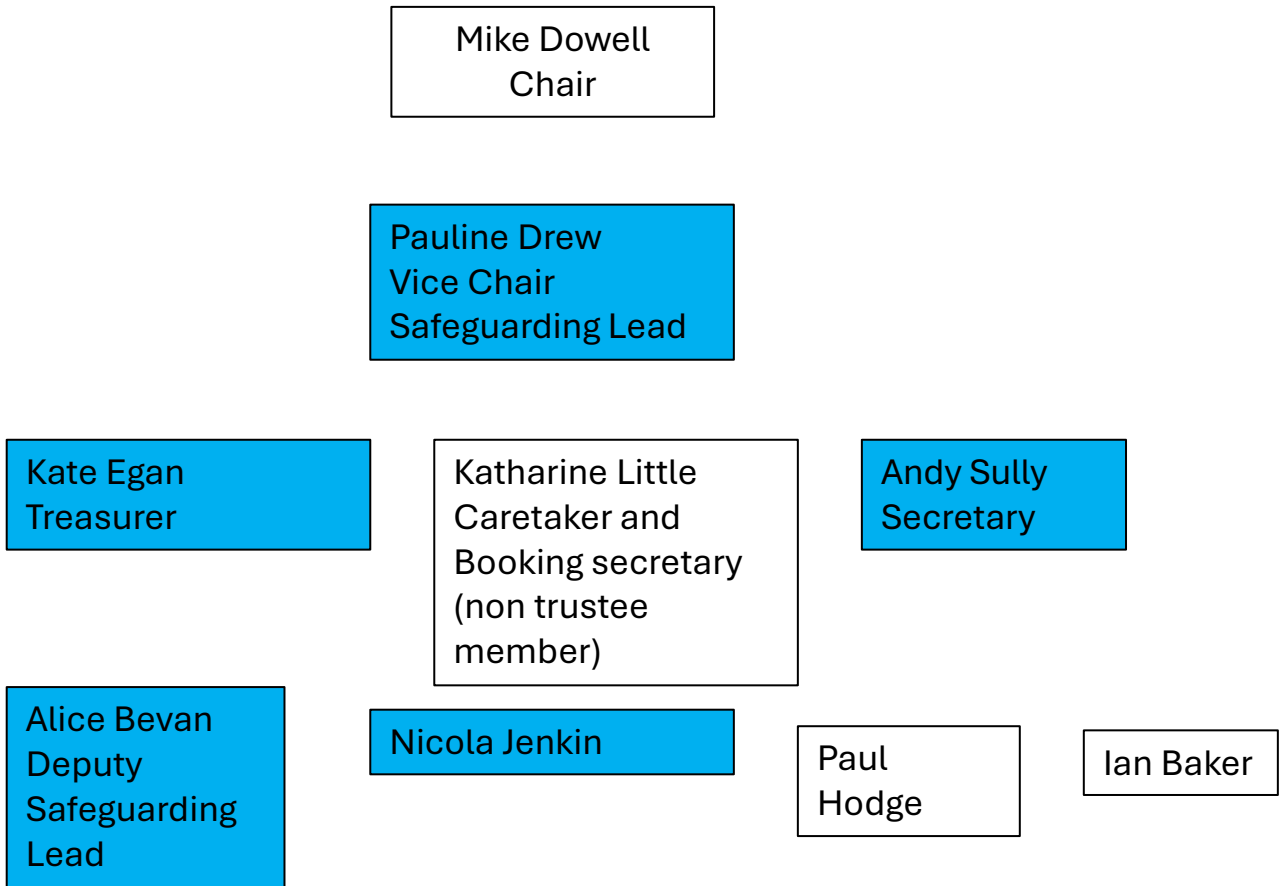 Mike Dowell
Chair
Pauline Drew
Vice Chair
Safeguarding Lead
Kate Egan
Treasurer
Katharine Little
Caretaker and
Booking secretary
(non trustee
member)
Andy Sully
Secretary
Alice Bevan
Deputy
Safeguarding
Lead
Nicola Jenkin
Paul
Hodge
Ian Baker